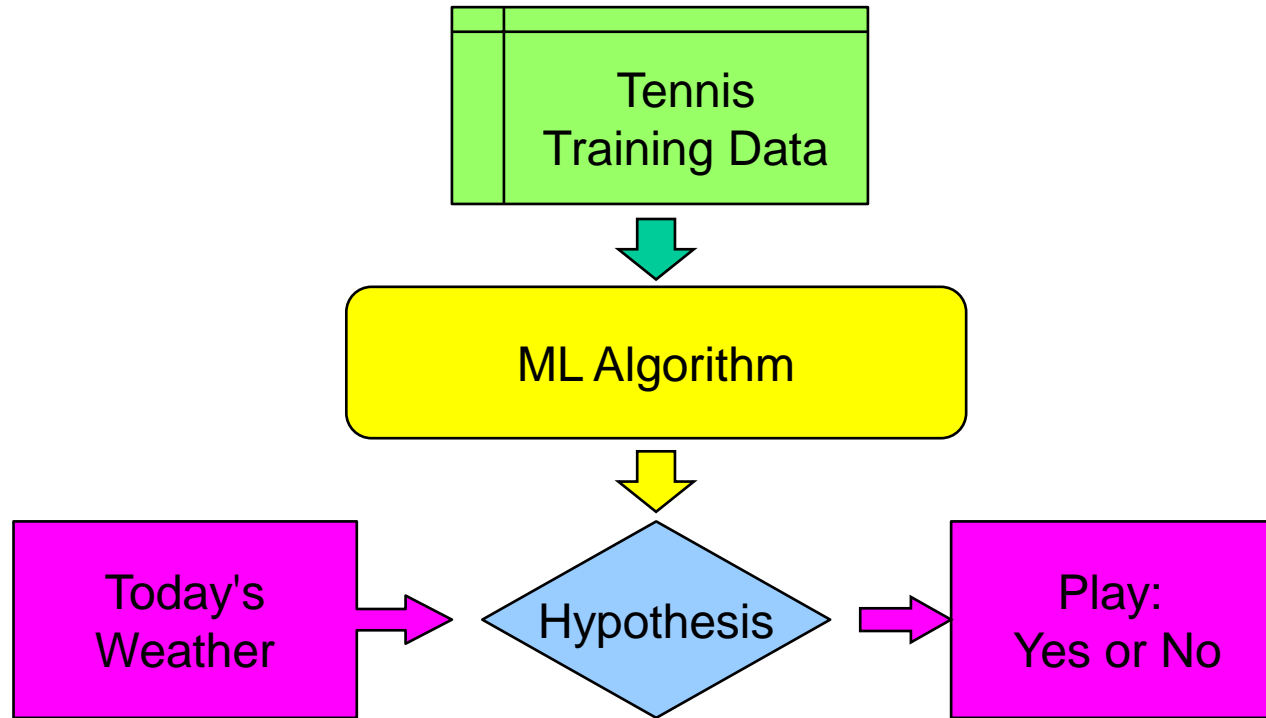 Tennis
Training Data
ML Algorithm
Today's
Weather
Hypothesis
Play:
Yes or No